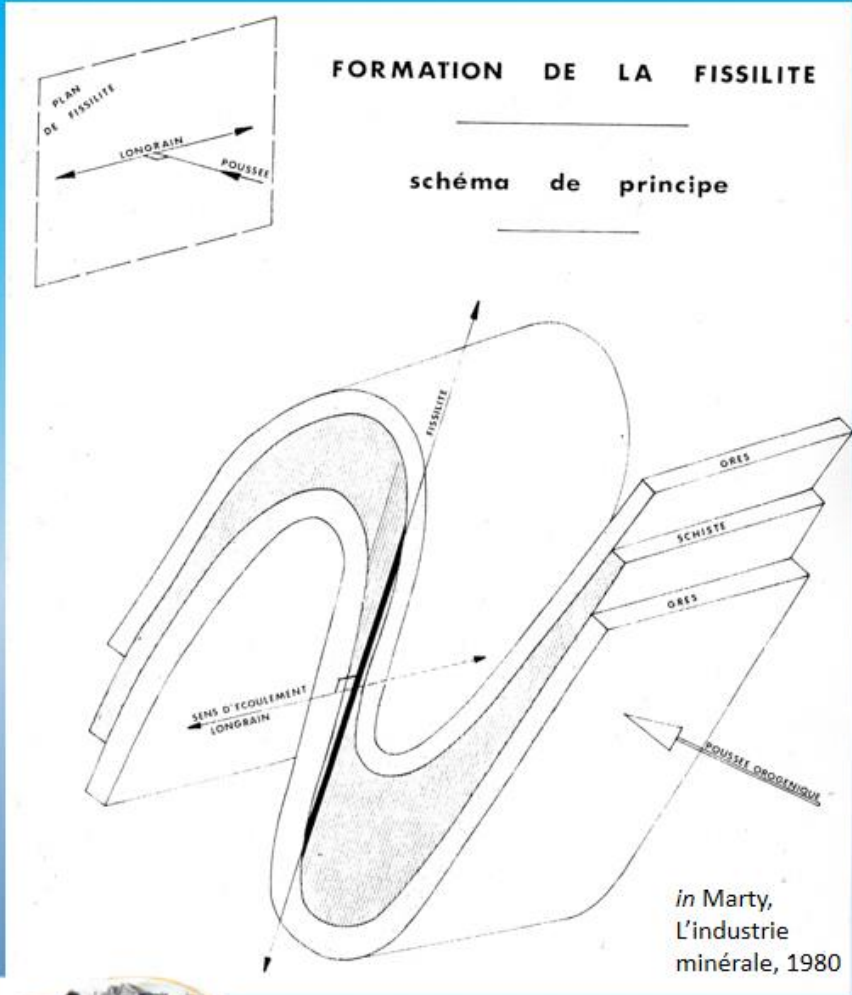 PLAN
DE FISSILITE
LONGRAIN
POUSSEE
FORMATION DE LA FISSILITE
schéma de principe
FISSILITE
GRES
SCHISTE
GRES
SENS D'ECOULEMENT
LONGRAIN
POUSSEE OROGENIQUE
in Marty,
L'industrie
minérale, 1980